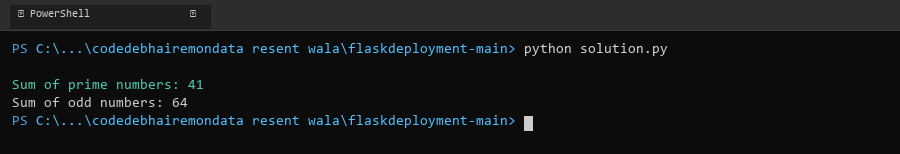 PowerShell
PS C:\...\codedebhairemondata resent wala\flaskdeployment-main> python solution.py
Sum of prime numbers: 41
Sum of odd numbers: 64
PS C:\...\codedebhairemondata resent wala\flaskdeployment-main>